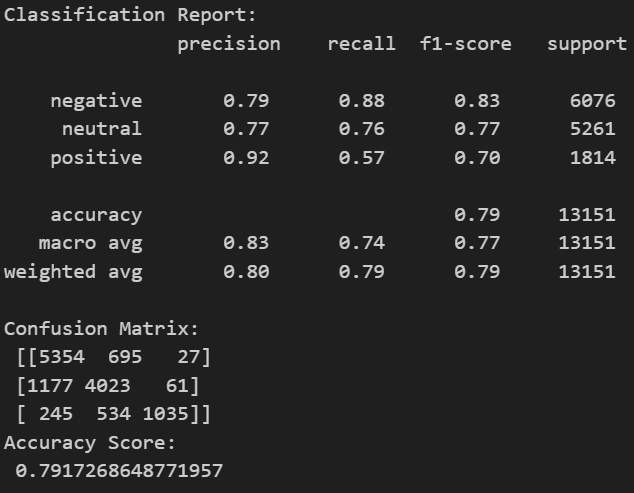 Classification Report:
precision recall f1-score support
negative 0.79 0.88 0.83 6076
neutral 0.77 0.76 0.77 5261
positive 0.92 0.57 0.70 1814
accuracy 0.79 13151
macro avg 0.83 0.74 0.77 13151
weighted avg 0.80 0.79 0.79 13151
Confusion Matrix:
[[5354 695 27]
[1177 4023 61]
[ 245 534 1035]]
Accuracy Score:
0.7917268648771957